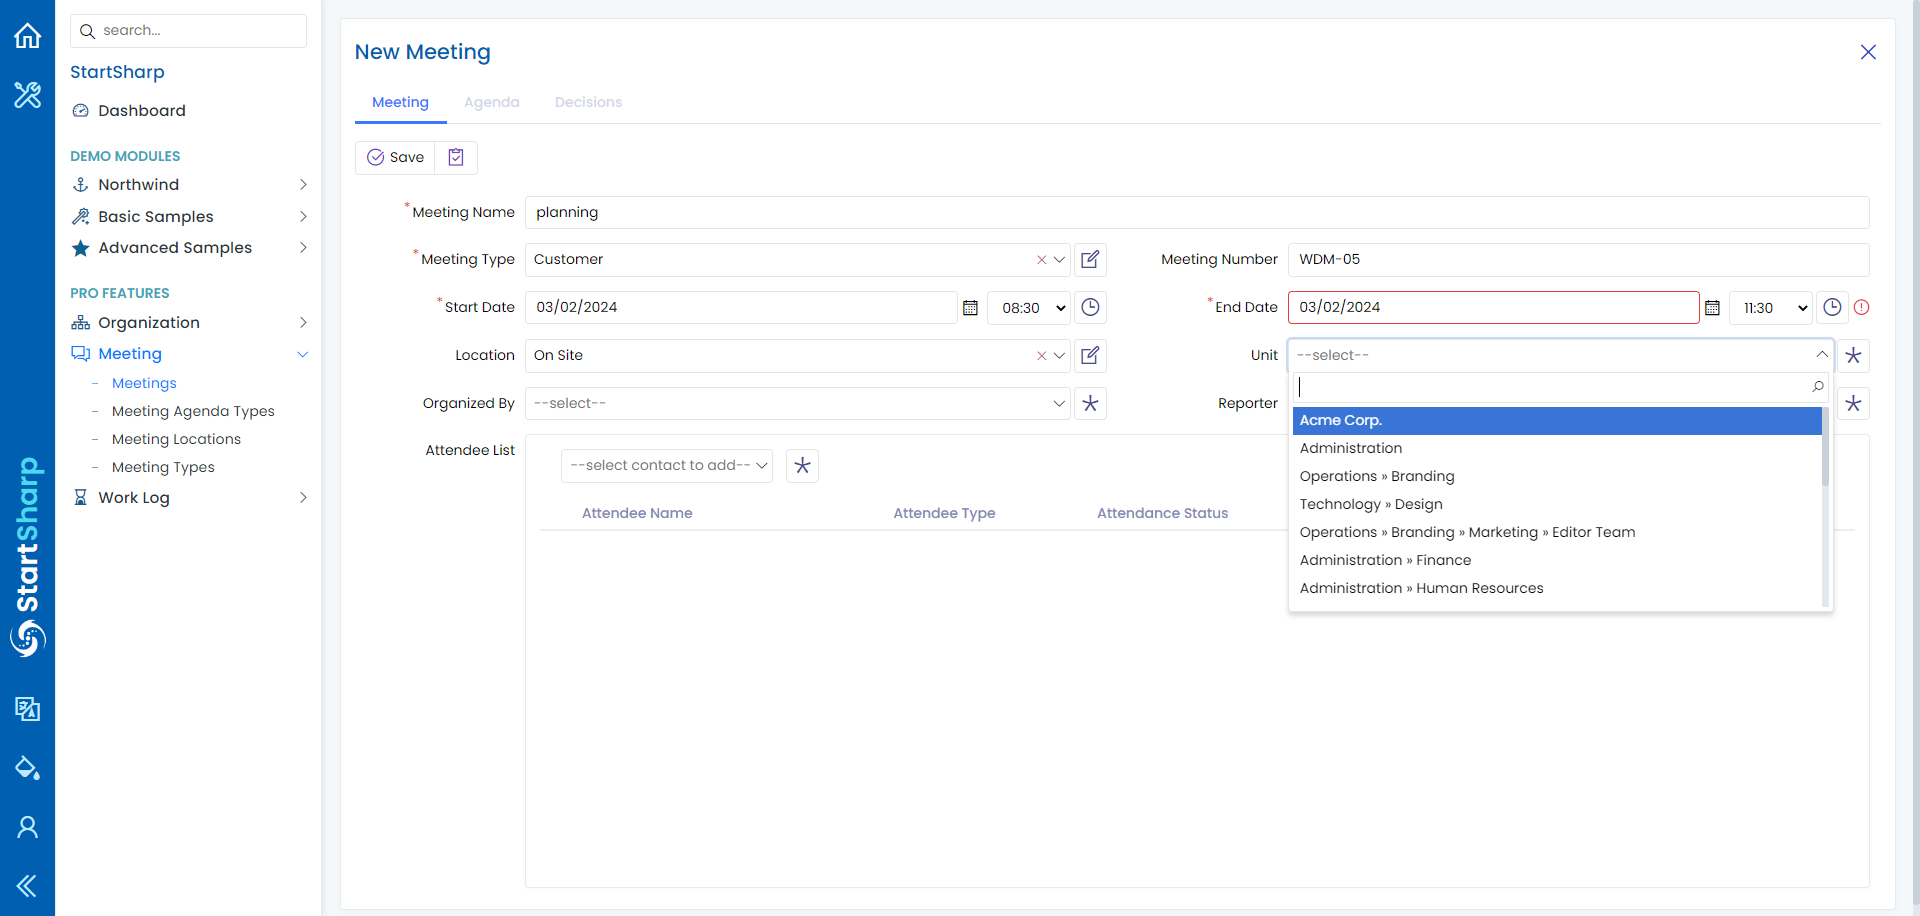 search...
StartSharp
Dashboard
DEMO MODULES
Northwind
Basic Samples
Advanced Samples
PRO FEATURES
Organization
Meeting
- Meetings
- Meeting Agenda Types
- Meeting Locations
- Meeting Types
Work Log
StartSharp
New Meeting
Meeting Agenda Decisions
Save
*Meeting Name planning
*Meeting Type Customer Meeting Number WDM-05
*Start Date 03/02/2024 08:30 *End Date 03/02/2024 11:30
Location On Site Unit --select--
Organized By --select-- Reporter
Acme Corp.
Administration
Operations » Branding
Technology » Design
Operations » Branding » Marketing » Editor Team
Administration » Finance
Administration » Human Resources
Attendee List --select contact to add--
Attendee Name Attendee Type Attendance Status